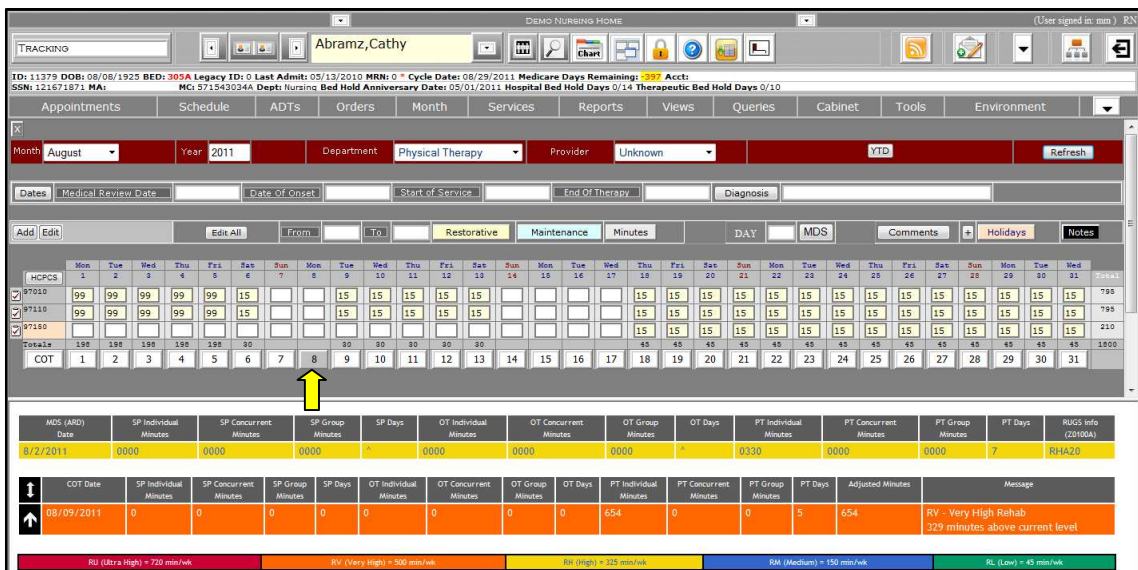 DEMO NURSING HOME (User signed in: mm ) RN
TRACKING Abramz,Cathy Chart L
ID: 11379 DOB: 08/08/1925 BED: 305A Legacy ID: 0 Last Admit: 05/13/2010 MRN: 0 * Cycle Date: 08/29/2011 Medicare Days Remaining: -397 Acct:
SSN: 121671871 MA: MC: 571543034A Dept: Nursing Bed Hold Anniversary Date: 05/01/2011 Hospital Bed Hold Days 0/14 Therapeutic Bed Hold Days 0/10
Appointments Schedule ADTs Orders Month Services Reports Views Queries Cabinet Tools Environment
X
Month August Year 2011 Department Physical Therapy Provider Unknown YTD Refresh
Dates Medical Review Date Date Of Onset Start of Service End Of Therapy Diagnosis
Add Edit Edit All From To Restorative Maintenance Minutes DAY MDS Comments + Holidays Notes
Mon Tue Wed Thu Fri Sat Sun Mon Tue Wed Thu Fri Sat Sun Mon Tue Wed Thu Fri Sat Sun Mon Tue Wed Thu Fri Sat Sun Mon Tue Wed
HCPCS 1 2 3 4 5 6 7 8 9 10 11 12 13 14 15 16 17 18 19 20 21 22 23 24 25 26 27 28 29 30 31 Total
97010 99 99 99 99 99 15 15 15 15 15 15 15 15 15 15 15 15 15 15 15 15 15 15 15 15 795
97110 99 99 99 99 99 15 15 15 15 15 15 15 15 15 15 15 15 15 15 15 15 15 15 15 15 795
97150 15 15 15 15 15 15 15 15 15 15 15 15 15 15 210
Totals 198 198 198 198 198 30 30 30 30 30 30 45 45 45 45 45 45 45 45 45 45 45 45 45 45 1800
COT 1 2 3 4 5 6 7 8 9 10 11 12 13 14 15 16 17 18 19 20 21 22 23 24 25 26 27 28 29 30 31
MDS (ARD) Date SP Individual Minutes SP Concurrent Minutes SP Group Minutes SP Days OT Individual Minutes OT Concurrent Minutes OT Group Minutes OT Days PT Individual Minutes PT Concurrent Minutes PT Group Minutes PT Days RUGS info (Z0100A)
8/2/2011 0000 0000 0000 ^ 0000 0000 0000 ^ 0330 0000 0000 7 RHA20
COT Date SP Individual Minutes SP Concurrent Minutes SP Group Minutes SP Days OT Individual Minutes OT Concurrent Minutes OT Group Minutes OT Days PT Individual Minutes PT Concurrent Minutes PT Group Minutes PT Days Adjusted Minutes Message
08/09/2011 0 0 0 0 0 0 0 0 654 0 0 5 654 RV - Very High Rehab
329 minutes above current level
RU (Ultra High) = 720 min/wk RV (Very High) = 500 min/wk RH (High) = 325 min/wk RM (Medium) = 150 min/wk RL (Low) = 45 min/wk